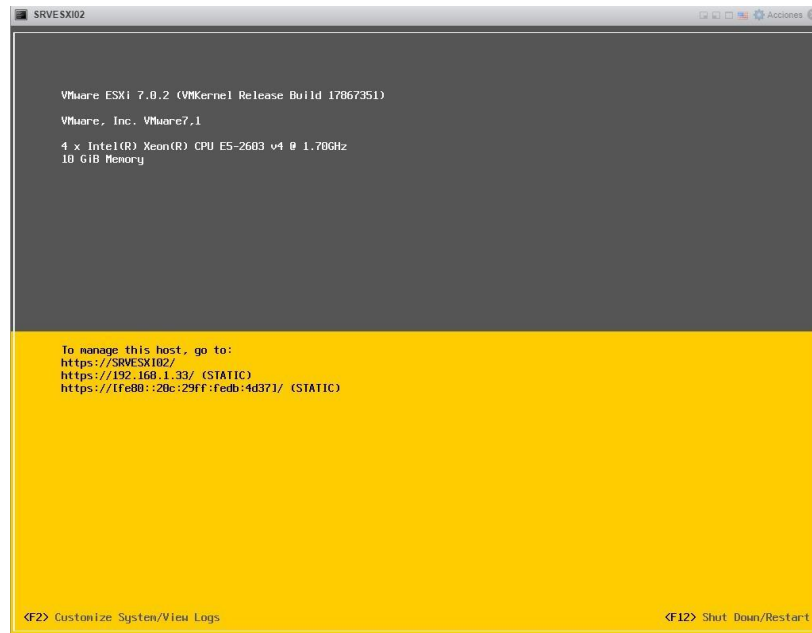 SRVESXI02
Acciones
VMware ESXi 7.0.2 (VMKernel Release Build 17867351)
VMware, Inc. VMware7,1
4 x Intel(R) Xeon(R) CPU E5-2603 v4 @ 1.70GHz
10 GiB Memory
To manage this host, go to:
https://SRVESXI02/
https://192.168.1.33/ (STATIC)
https://[fe80::20c:29ff:fedb:4d37]/ (STATIC)
<F2> Customize System/View Logs
<F12> Shut Down/Restart